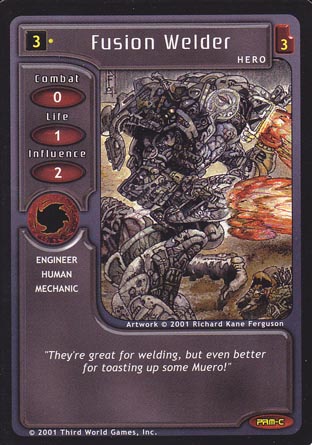 3 Fusion Welder 3
HERO
Combat
0
Life
1
Influence
2
ENGINEER
HUMAN
MECHANIC
Artwork © 2001 Richard Kane Ferguson
"They're great for welding, but even better
for toasting up some Muero!"
© 2001 Third World Games, Inc.
PRM-C